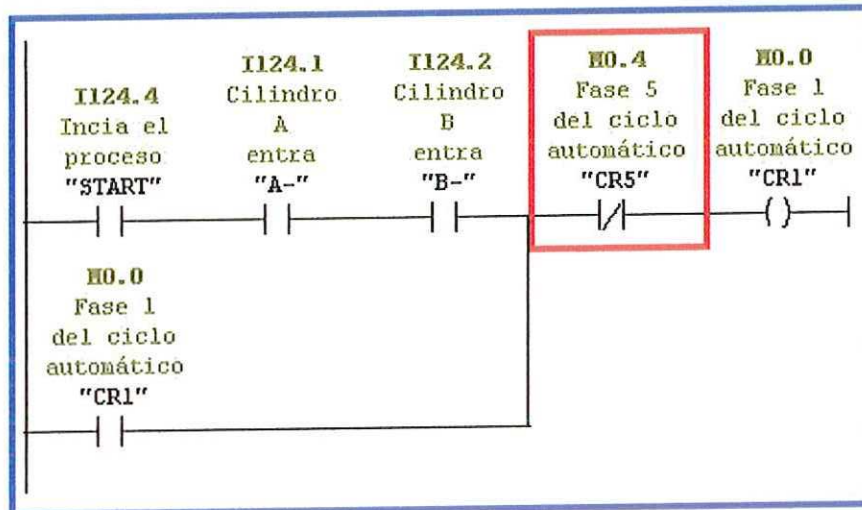 I124.4
Incia el
proceso
"START"
I124.1
Cilindro
A
entra
"A-"
I124.2
Cilindro
B
entra
"B-"
M0.4
Fase 5
del ciclo
automático
"CR5"
M0.0
Fase 1
del ciclo
automático
"CR1"
M0.0
Fase 1
del ciclo
automático
"CR1"